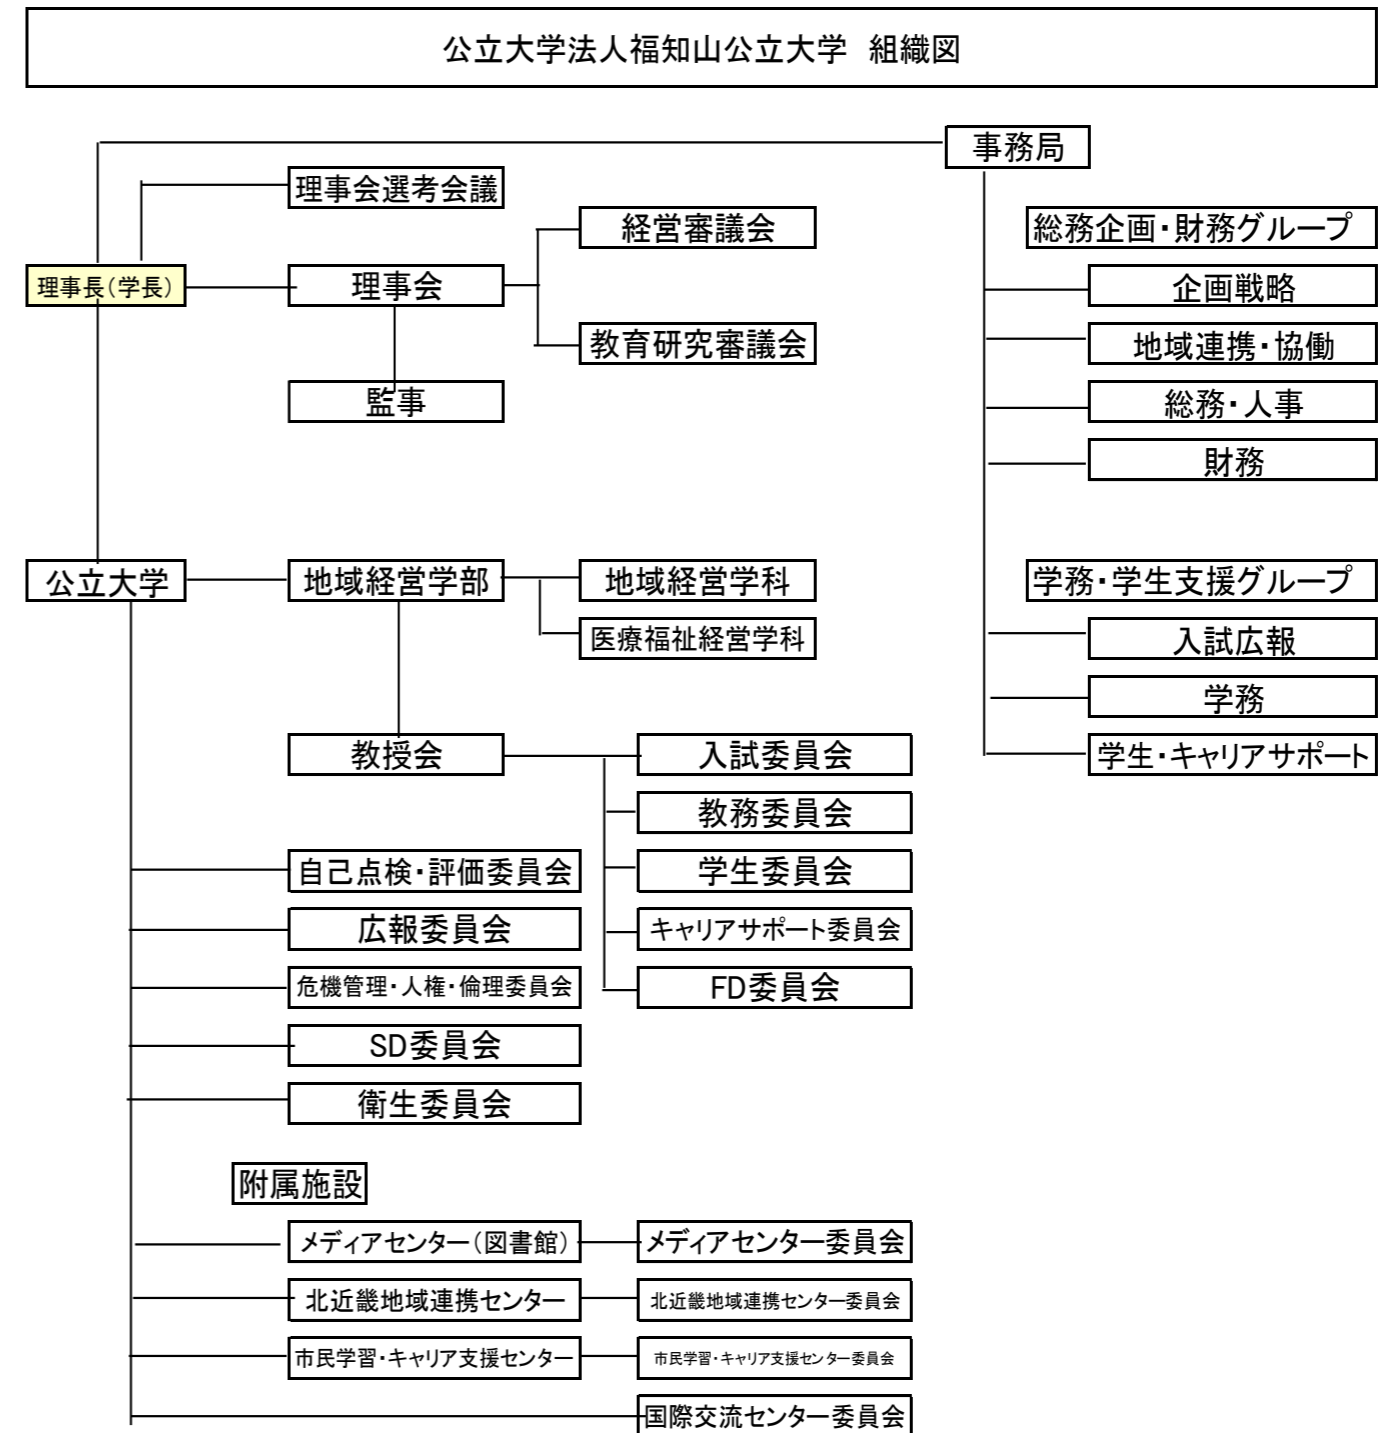 公立大学法人福知山公立大学　組織図
事務局
理事会選考会議
総務企画・財務グループ
経営審議会
理事長（学長）
理事会
企画戦略
教育研究審議会
地域連携・協働
監事
総務・人事
財務
公立大学
地域経営学部
地域経営学科
学務・学生支援グループ
医療福祉経営学科
入試広報
学務
教授会
入試委員会
学生・キャリアサポート
教務委員会
自己点検・評価委員会
学生委員会
広報委員会
キャリアサポート委員会
危機管理・人権・倫理委員会
FD委員会
SD委員会
衛生委員会
附属施設
メディアセンター（図書館）
メディアセンター委員会
北近畿地域連携センター
北近畿地域連携センター委員会
市民学習・キャリア支援センター
市民学習・キャリア支援センター委員会
国際交流センター委員会